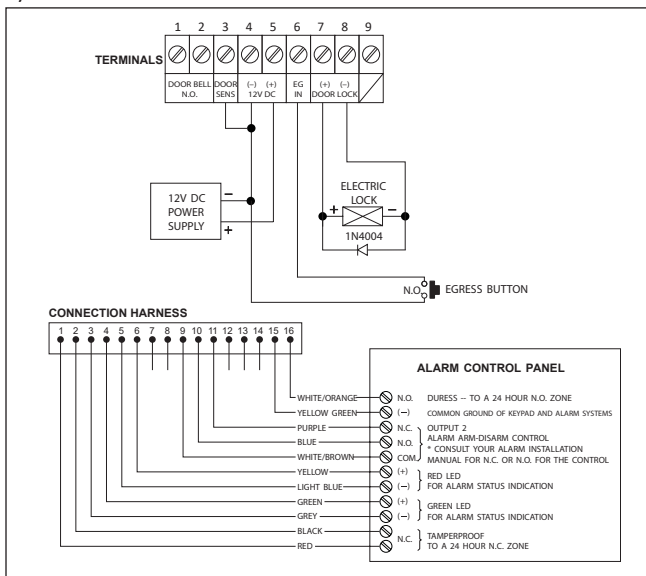 1 2 3 4 5 6 7 8 9
TERMINALS
DOOR BELL DOOR (–) (+) EG (+) (–)
N.O. SENS 12V DC IN DOOR LOCK
12V DC
POWER
SUPPLY
–
+
ELECTRIC
LOCK
+ –
1N4004
N.O. EGRESS BUTTON
CONNECTION HARNESS
1 2 3 4 5 6 7 8 9 10 11 12 13 14 15 16
ALARM CONTROL PANEL
WHITE/ORANGE N.O. DURESS -- TO A 24 HOUR N.O. ZONE
YELLOW GREEN (–) COMMON GROUND OF KEYPAD AND ALARM SYSTEMS
PURPLE N.C. OUTPUT 2
BLUE N.O. ALARM ARM-DISARM CONTROL
* CONSULT YOUR ALARM INSTALLATION
WHITE/BROWN COM. MANUAL FOR N.C. OR N.O. FOR THE CONTROL
YELLOW (+) RED LED
LIGHT BLUE (–) FOR ALARM STATUS INDICATION
GREEN (+) GREEN LED
GREY (–) FOR ALARM STATUS INDICATION
BLACK N.C. TAMPERPROOF
RED TO A 24 HOUR N.C. ZONE